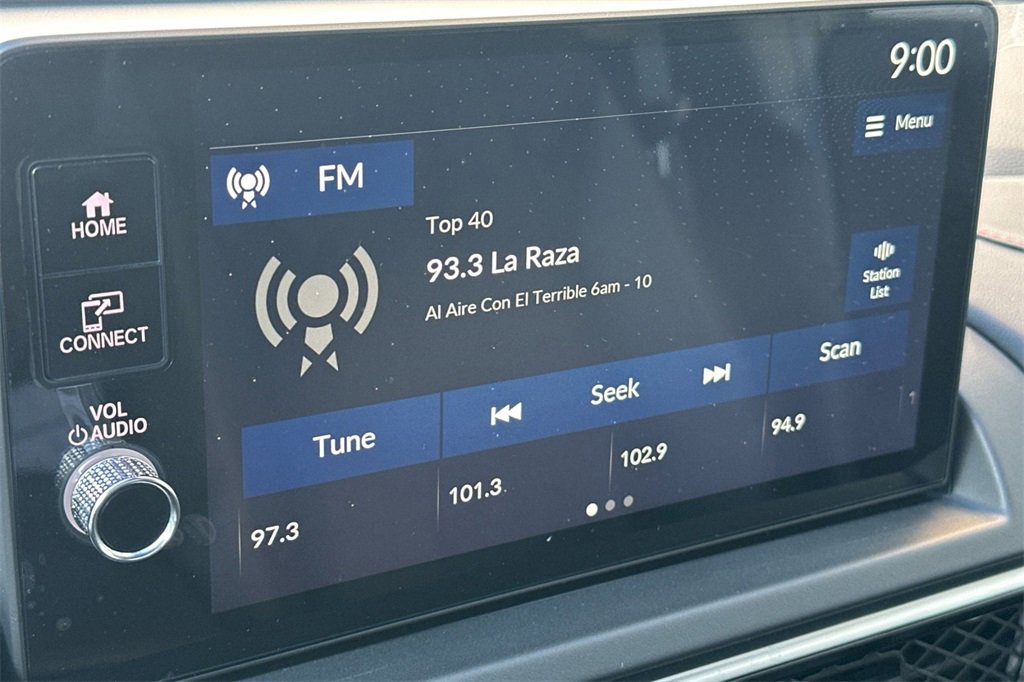 9:00
Menu
FM
HOME
Top 40
93.3 La Raza
Al Aire Con El Terrible 6am - 10
Station
List
CONNECT
Tune
Seek
Scan
VOL
AUDIO
97.3
101.3
102.9
94.9
1